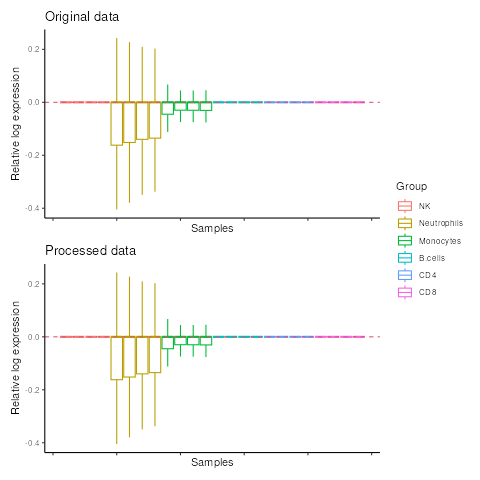 Original data
Relative log expression
0.2
0.0
-0.2
-0.4
Samples
Processed data
Relative log expression
0.2
0.0
-0.2
-0.4
Samples
Group
NK
Neutrophils
Monocytes
B.cells
CD4
CD8